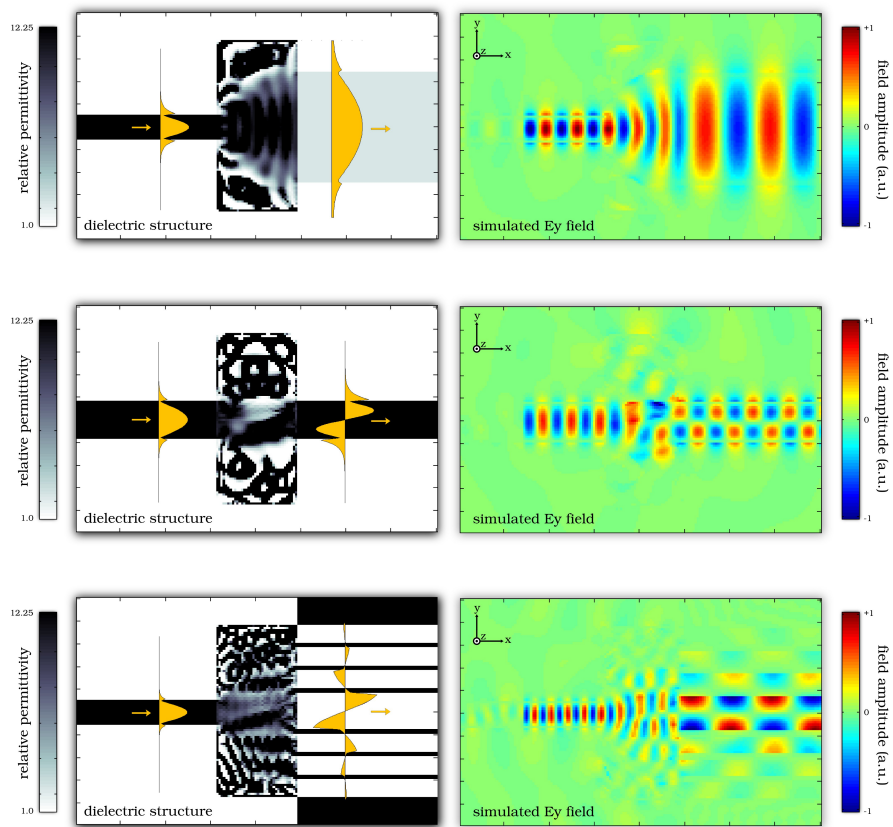 12.25
relative permittivity
1.0
dielectric structure
y
z
x
simulated Ey field
+1
0
-1
field amplitude (a.u.)
12.25
relative permittivity
1.0
dielectric structure
y
z
x
simulated Ey field
+1
0
-1
field amplitude (a.u.)
12.25
relative permittivity
1.0
dielectric structure
y
z
x
simulated Ey field
+1
0
-1
field amplitude (a.u.)